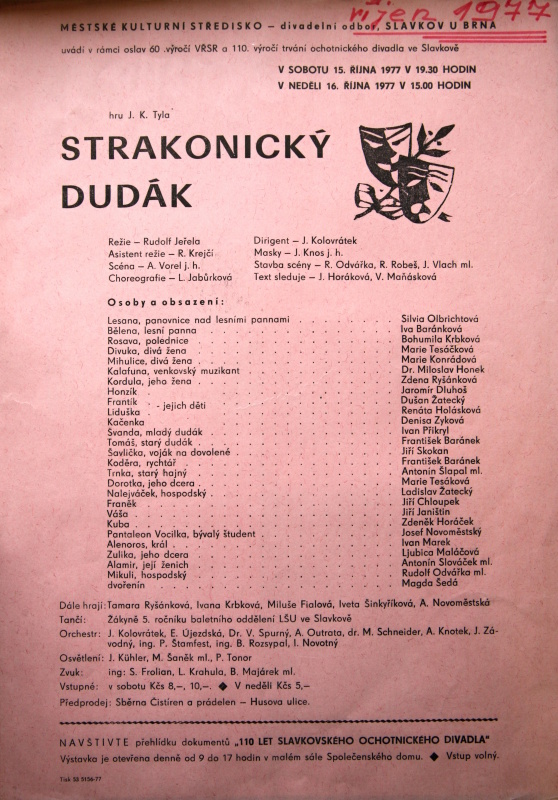 říjen 1977
MĚSTSKÉ KULTURNÍ STŘEDISKO – divadelní odbor, SLAVKOV U BRNA
uvádí v rámci oslav 60 .výročí VŘSR a 110. výročí trvání ochotnického divadla ve Slavkově
V SOBOTU 15. ŘÍJNA 1977 V 19.30 HODIN
V NEDĚLI 16. ŘÍJNA 1977 V 15.00 HODIN
hru J. K. Tyla
STRAKONICKÝ
DUDÁK
Režie – Rudolf Jeřela
Asistent režie – R. Krejčí
Scéna – A. Vorel j. h.
Choreografie – L. Jabůrková
Dirigent – J. Kolovrátek
Masky – J. Knos j. h.
Stavba scény – R. Odvářka, R. Robeš, J. Vlach ml.
Text sleduje – J. Horáková, V. Maňásková
Osoby a obsazení:
Lesana, panovnice nad lesními pannami . . . . . Silvia Olbrichtová
Bělena, lesní panna . . . . . Iva Baránková
Rosava, polednice . . . . . Bohumila Krbková
Divuka, divá žena . . . . . Marie Tesáčková
Mihulice, divá žena . . . . . Marie Konrádová
Kalafuna, venkovský muzikant . . . . . Dr. Miloslav Honek
Kordula, jeho žena . . . . . Zdena Ryšánková
Honzík . . . . . Jaromír Dluhoš
Frantík . . . . . Dušan Žatecký
- jejich děti
Liduška . . . . . Renáta Holásková
Kačenka . . . . . Denisa Zyková
Švanda, mladý dudák . . . . . Ivan Přikryl
Tomáš, starý dudák . . . . . František Baránek
Šavlička, voják na dovolené . . . . . Jiří Skokan
Koděra, rychtář . . . . . František Baránek
Trnka, starý hajný . . . . . Antonín Šlapal ml.
Dorotka, jeho dcera . . . . . Marie Tesáková
Nalejváček, hospodský . . . . . Ladislav Žatecký
Franěk . . . . . Jiří Chloupek
Váša . . . . . Jiří Janištin
Kuba . . . . . Zdeněk Horáček
Pantaleon Vocilka, bývalý študent . . . . . Josef Novoměstský
Alenoros, král . . . . . Ivan Marek
Zulika, jeho dcera . . . . . Ljubica Maláčová
Alamir, její ženich . . . . . Antonín Slováček ml.
Mikuli, hospodský . . . . . Rudolf Odvářka ml.
dvořenín . . . . . Magda Šedá
Dále hrají: Tamara Ryšánková, Ivana Krbková, Miluše Fialová, Iveta Šinkyříková, A. Novoměstská
Tančí: Žákyně 5. ročníku baletního oddělení LŠU ve Slavkově
Orchestr: J. Kolovrátek, E. Újezdská, Dr. V. Spurný, A. Outrata, dr. M. Schneider, A. Knotek, J. Zá-
vodný, ing. P. Štamfest, ing. B. Rozsypal, I. Novotný
Osvětlení: J. Kühler, M. Šaněk ml., P. Tonor
Zvuk: ing: S. Frolian, L. Krahula, B. Majárek ml.
Vstupné: v sobotu Kčs 8,–, 10,–. ◆ V neděli Kčs 5,–
Předprodej: Sběrna Čistíren a prádelen – Husova ulice.
NAVŠTIVTE přehlídku dokumentů „110 LET SLAVKOVSKÉHO OCHOTNICKÉHO DIVADLA"
Výstavka je otevřena denně od 9 do 17 hodin v malém sále Společenského domu. ◆ Vstup volný.
Tisk 53 5156-77